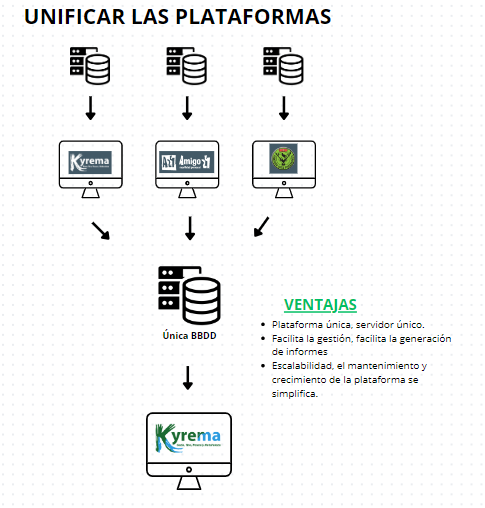 UNIFICAR LAS PLATAFORMAS
Kyrema
Amigo
Única BBDD
VENTAJAS
Plataforma única, servidor único.
Facilita la gestión, facilita la generación
de informes
Escalabilidad, el mantenimiento y
crecimiento de la plataforma se
simplifica.
Kyrema